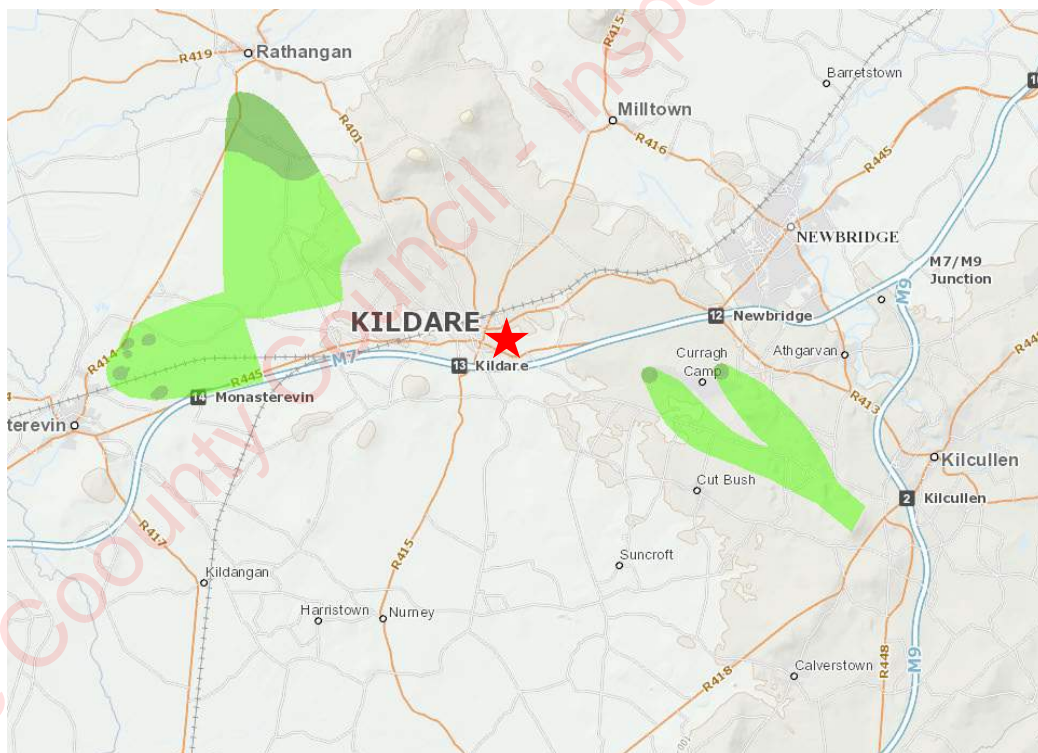 R419
Rathangan
R415
Barretstown
R401
Milltown
R416
R445
NEWBRIDGE
M7/M9
Junction
M9
KILDARE
12 Newbridge
R414
R445
M7
13 Kildare
Curragh
Camp
Athgarvan
14 Monasterevin
R413
terevin
Kilcullen
Cut Bush
2 Kilcullen
R417
R415
Suncroft
Kildangan
Harristown
Nurney
R418
R448
M9
Calverstown
County Council - Inspe